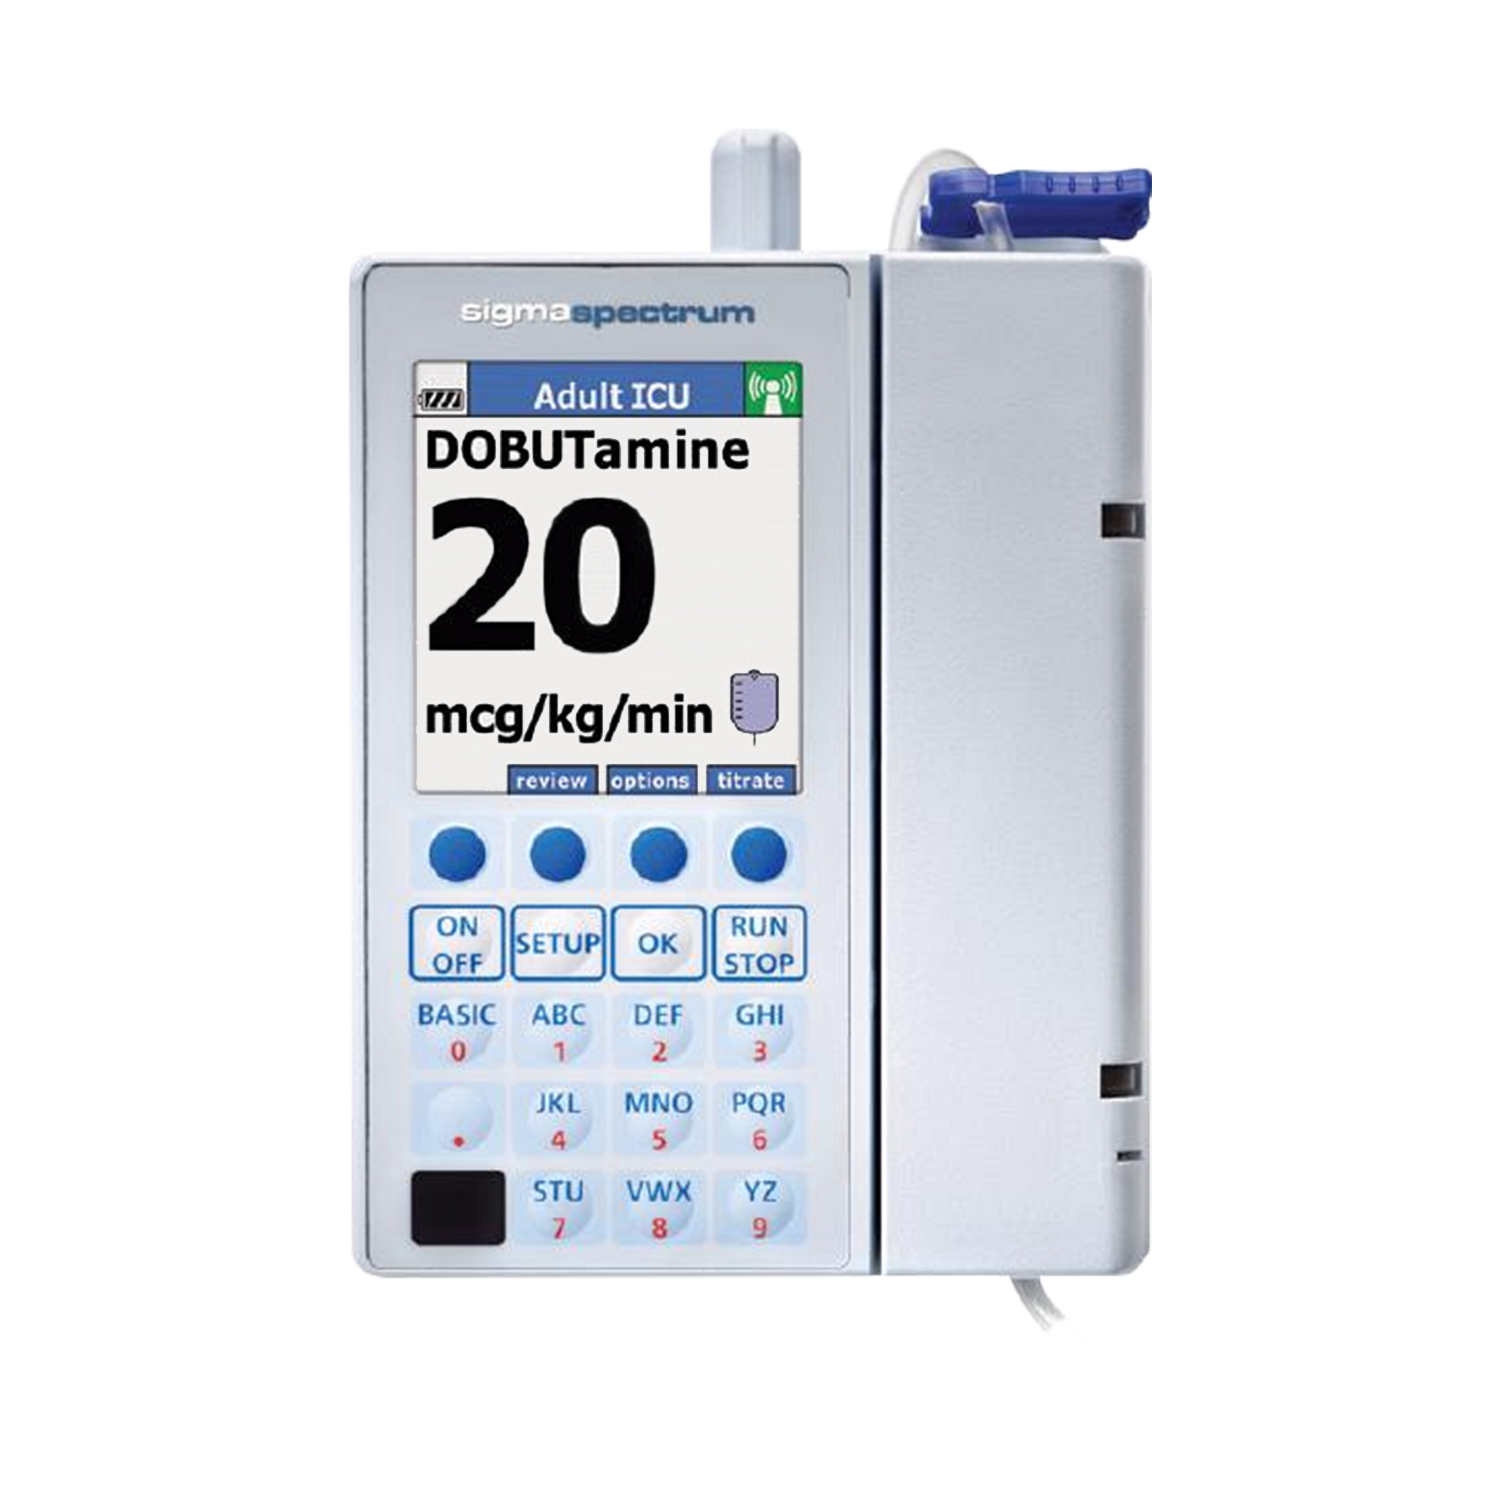 sigmaspectrum
Adult ICU
DOBUTamine
20
mcg/kg/min
review options titrate
ON OFF SETUP OK RUN STOP
BASIC ABC DEF GHI
0 1 2 3
JKL MNO PQR
. 4 5 6
STU VWX YZ
7 8 9